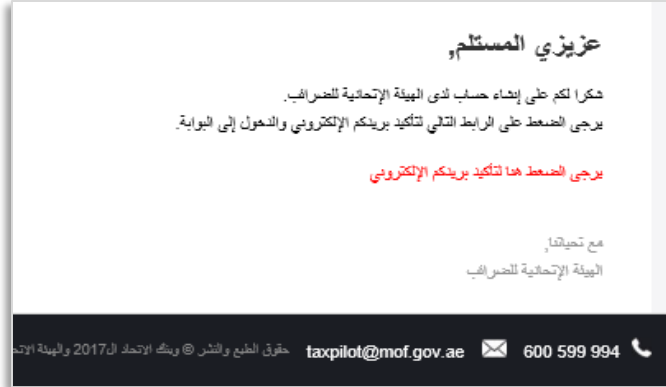 عزيزي المستلم,
شكرا لكم على إنشاء حساب لدى الهيئة الإتحادية للضرائب.
يرجى الضغط على الرابط التالي لتأكيد بريدكم الإلكتروني والدخول إلى البوابة.
يرجى الضغط هنا لتأكيد بريدكم الإلكتروني
مع تحياتنا,
الهيئة الإتحادية للضرائب
600 599 994 taxpilot@mof.gov.ae حقوق الطبع والنشر © وبنك الاتحاد ال2017 والهيئة